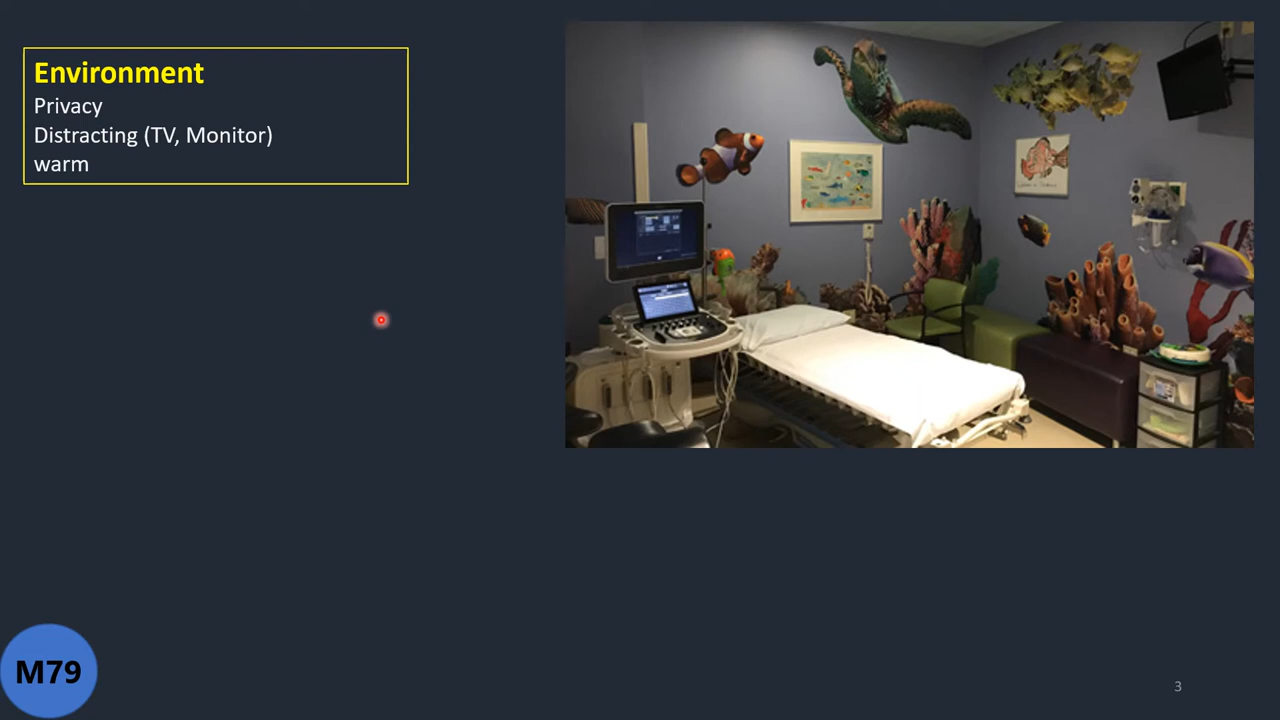 Environment
Privacy
Distracting (TV, Monitor)
warm
M79
3